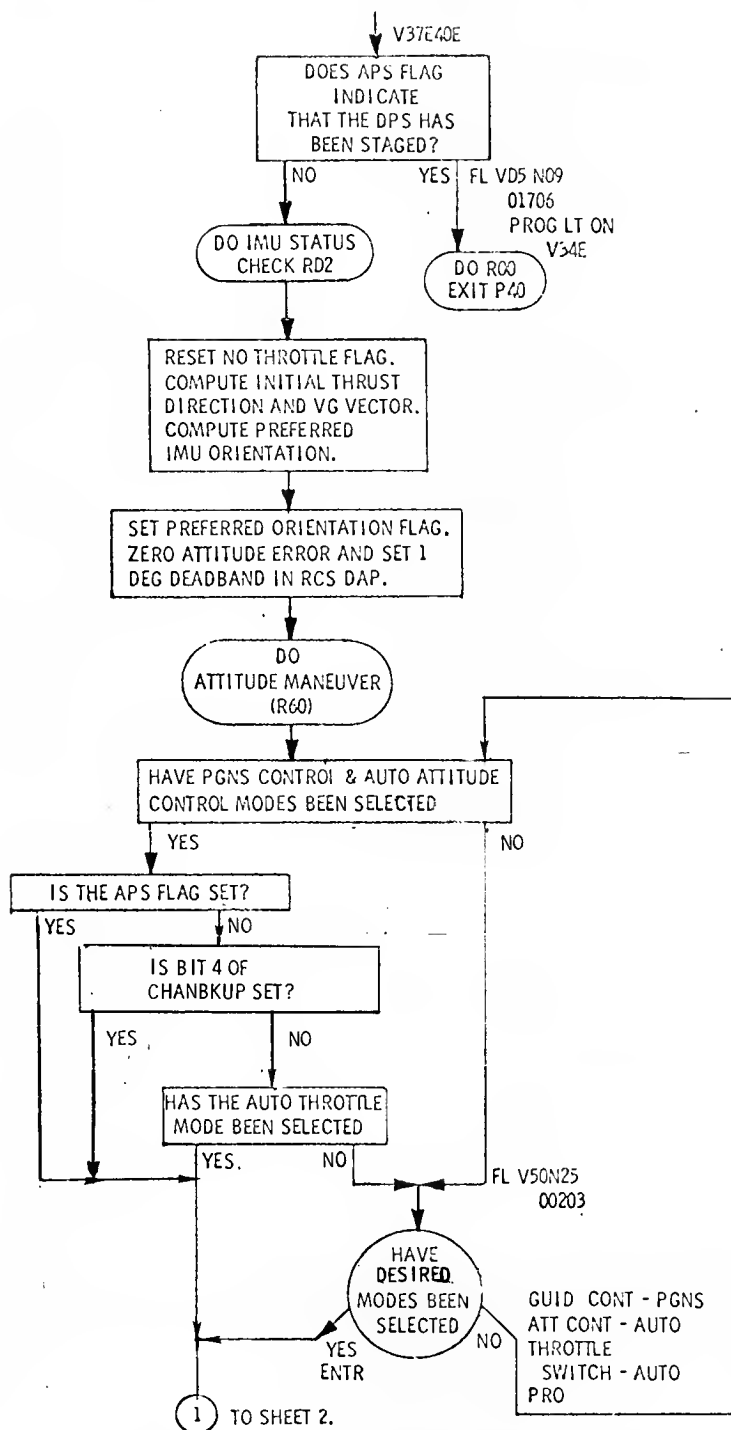 V37E40E
DOES APS FLAG
INDICATE
THAT THE DPS HAS
BEEN STAGED?
NO
YES
FL VD5 N09
01706
PROG LT ON
V34E
DO IMU STATUS
CHECK RD2
DO R00
EXIT P40
RESET NO THROTTLE FLAG.
COMPUTE INITIAL THRUST
DIRECTION AND VG VECTOR.
COMPUTE PREFERRED
IMU ORIENTATION.
SET PREFERRED ORIENTATION FLAG.
ZERO ATTITUDE ERROR AND SET 1
DEG DEADBAND IN RCS DAP.
DO
ATTITUDE MANEUVER
(R60)
HAVE PGNS CONTROL & AUTO ATTITUDE
CONTROL MODES BEEN SELECTED
YES
NO
IS THE APS FLAG SET?
YES
NO
IS BIT 4 OF
CHANBKUP SET?
YES
NO
HAS THE AUTO THROTTLE
MODE BEEN SELECTED
YES.
NO
FL V50N25
00203
HAVE
DESIRED.
MODES BEEN
SELECTED
YES
ENTR
NO
GUID CONT - PGNS
ATT CONT - AUTO
THROTTLE
SWITCH - AUTO
PRO
1 TO SHEET 2.